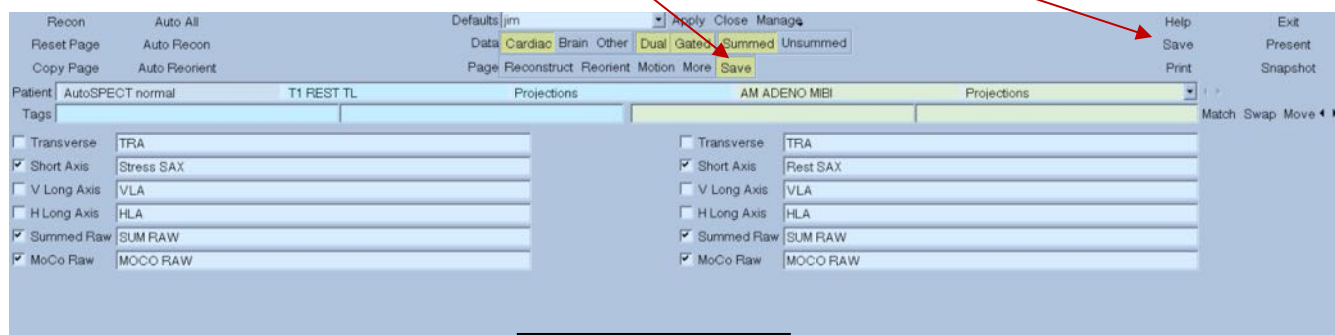 Recon Auto All Defaults jim Apply Close Manage Help Exit
Reset Page Auto Recon Data Cardiac Brain Other Dual Gated Summed Unsummed Save Present
Copy Page Auto Reorient Page Reconstruct Reorient Motion More Save Print Snapshot
Patient AutoSPECT normal T1 REST TL Projections AM ADENO MIBI Projections
Tags Match Swap Move
Transverse TRA Transverse TRA
Short Axis Stress SAX Short Axis Rest SAX
V Long Axis VLA V Long Axis VLA
H Long Axis HLA H Long Axis HLA
Summed Raw SUM RAW Summed Raw SUM RAW
MoCo Raw MOCO RAW MoCo Raw MOCO RAW